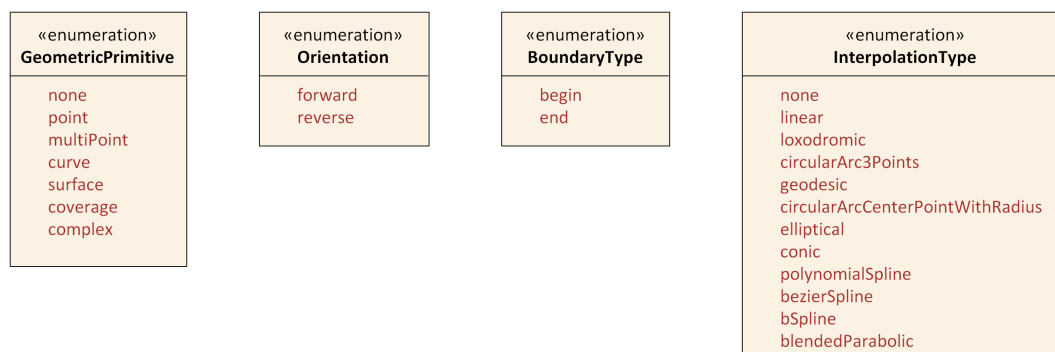 «enumeration»
GeometricPrimitive
none
point
multiPoint
curve
surface
coverage
complex
«enumeration»
Orientation
forward
reverse
«enumeration»
BoundaryType
begin
end
«enumeration»
InterpolationType
none
linear
loxodromic
circularArc3Points
geodesic
circularArcCenterPointWithRadius
elliptical
conic
polynomialSpline
bezierSpline
bSpline
blendedParabolic